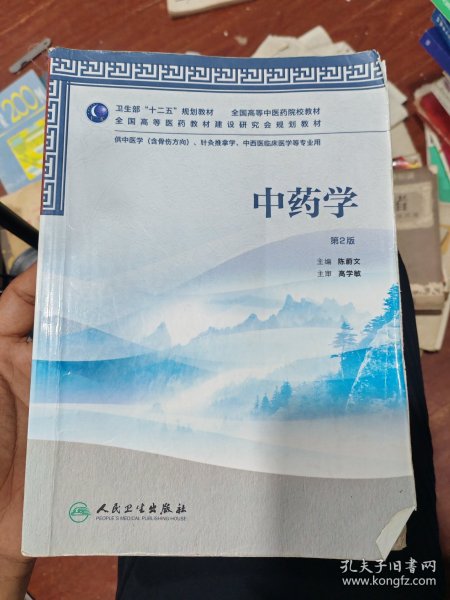 卫生部“十二五”规划教材 全国高等中医药院校教材
全国高等医药教材建设研究会规划教材
供中医学(含骨伤方向)、针灸推拿学、中西医临床医学等专业用
中药学
第2版
主编 陈蔚文
主审 高学敏
人民卫生出版社
PEOPLE'S MEDICAL PUBLISHING HOUSE
200
孔夫子旧书网
www.kongfz.com